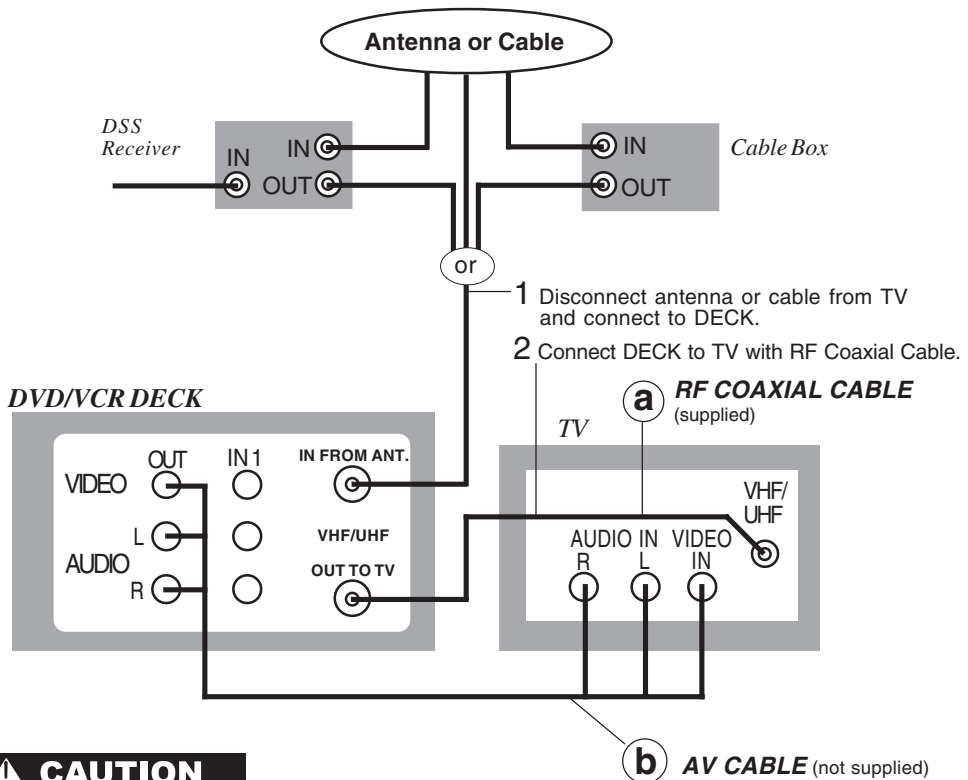 Antenna or Cable
DSS
Receiver
IN
IN
OUT
IN
OUT
Cable Box
or
1 Disconnect antenna or cable from TV
and connect to DECK.
2 Connect DECK to TV with RF Coaxial Cable.
DVD/VCR DECK
a RF COAXIAL CABLE
(supplied)
TV
OUT
IN 1
IN FROM ANT.
VIDEO
L
VHF/UHF
AUDIO
R
OUT TO TV
VHF/
UHF
AUDIO IN
R L
VIDEO
IN
b AV CABLE (not supplied)
CAUTION